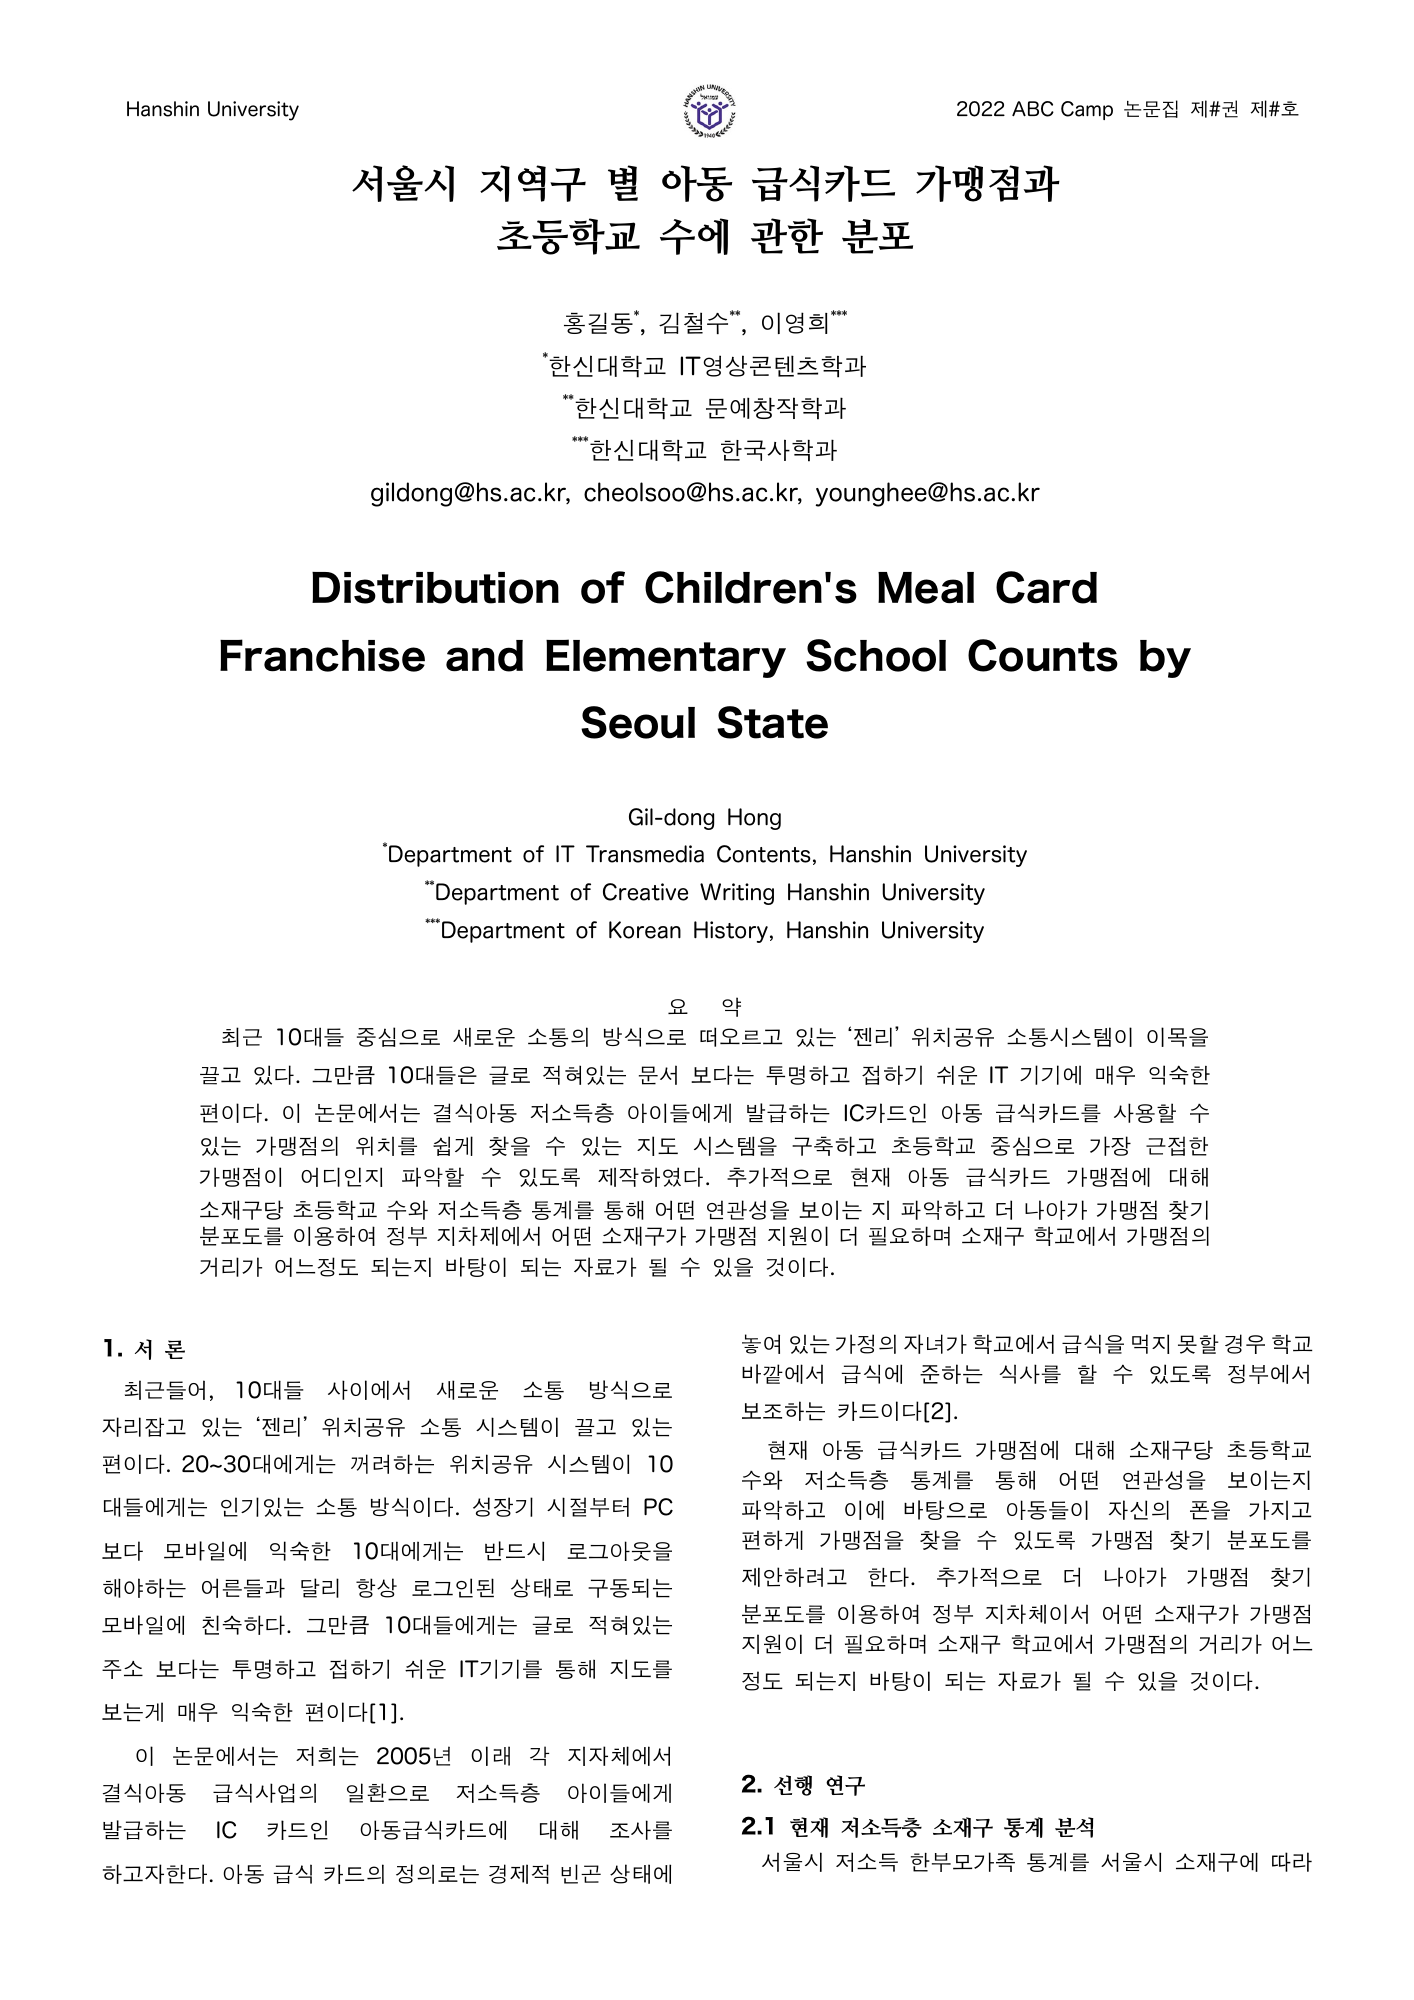 Hanshin University
HANSHIN UNIVERSITY
1940
2022 ABC Camp 논문집 제#권 제#호
서울시 지역구 별 아동 급식카드 가맹점과
초등학교 수에 관한 분포
홍길동*, 김철수**, 이영희***
*한신대학교 IT영상콘텐츠학과
**한신대학교 문예창작학과
***한신대학교 한국사학과
gildong@hs.ac.kr, cheolsoo@hs.ac.kr, younghee@hs.ac.kr
Distribution of Children's Meal Card
Franchise and Elementary School Counts by
Seoul State
Gil-dong Hong
*Department of IT Transmedia Contents, Hanshin University
**Department of Creative Writing Hanshin University
***Department of Korean History, Hanshin University
요 약
최근 10대들 중심으로 새로운 소통의 방식으로 떠오르고 있는 ‘젠리’ 위치공유 소통시스템이 이목을
끌고 있다. 그만큼 10대들은 글로 적혀있는 문서 보다는 투명하고 접하기 쉬운 IT 기기에 매우 익숙한
편이다. 이 논문에서는 결식아동 저소득층 아이들에게 발급하는 IC카드인 아동 급식카드를 사용할 수
있는 가맹점의 위치를 쉽게 찾을 수 있는 지도 시스템을 구축하고 초등학교 중심으로 가장 근접한
가맹점이 어디인지 파악할 수 있도록 제작하였다. 추가적으로 현재 아동 급식카드 가맹점에 대해
소재구당 초등학교 수와 저소득층 통계를 통해 어떤 연관성을 보이는 지 파악하고 더 나아가 가맹점 찾기
분포도를 이용하여 정부 지차제에서 어떤 소재구가 가맹점 지원이 더 필요하며 소재구 학교에서 가맹점의
거리가 어느정도 되는지 바탕이 되는 자료가 될 수 있을 것이다.
1. 서 론
최근들어, 10대들 사이에서 새로운 소통 방식으로
자리잡고 있는 ‘젠리’ 위치공유 소통 시스템이 끌고 있는
편이다. 20~30대에게는 꺼려하는 위치공유 시스템이 10
대들에게는 인기있는 소통 방식이다. 성장기 시절부터 PC
보다 모바일에 익숙한 10대에게는 반드시 로그아웃을
해야하는 어른들과 달리 항상 로그인된 상태로 구동되는
모바일에 친숙하다. 그만큼 10대들에게는 글로 적혀있는
주소 보다는 투명하고 접하기 쉬운 IT기기를 통해 지도를
보는게 매우 익숙한 편이다[1].
이 논문에서는 저희는 2005년 이래 각 지자체에서
결식아동 급식사업의 일환으로 저소득층 아이들에게
발급하는 IC 카드인 아동급식카드에 대해 조사를
하고자한다. 아동 급식 카드의 정의로는 경제적 빈곤 상태에
놓여 있는 가정의 자녀가 학교에서 급식을 먹지 못할 경우 학교
바깥에서 급식에 준하는 식사를 할 수 있도록 정부에서
보조하는 카드이다[2].
현재 아동 급식카드 가맹점에 대해 소재구당 초등학교
수와 저소득층 통계를 통해 어떤 연관성을 보이는지
파악하고 이에 바탕으로 아동들이 자신의 폰을 가지고
편하게 가맹점을 찾을 수 있도록 가맹점 찾기 분포도를
제안하려고 한다. 추가적으로 더 나아가 가맹점 찾기
분포도를 이용하여 정부 지차체이서 어떤 소재구가 가맹점
지원이 더 필요하며 소재구 학교에서 가맹점의 거리가 어느
정도 되는지 바탕이 되는 자료가 될 수 있을 것이다.
2. 선행 연구
2.1 현재 저소득층 소재구 통계 분석
서울시 저소득 한부모가족 통계를 서울시 소재구에 따라